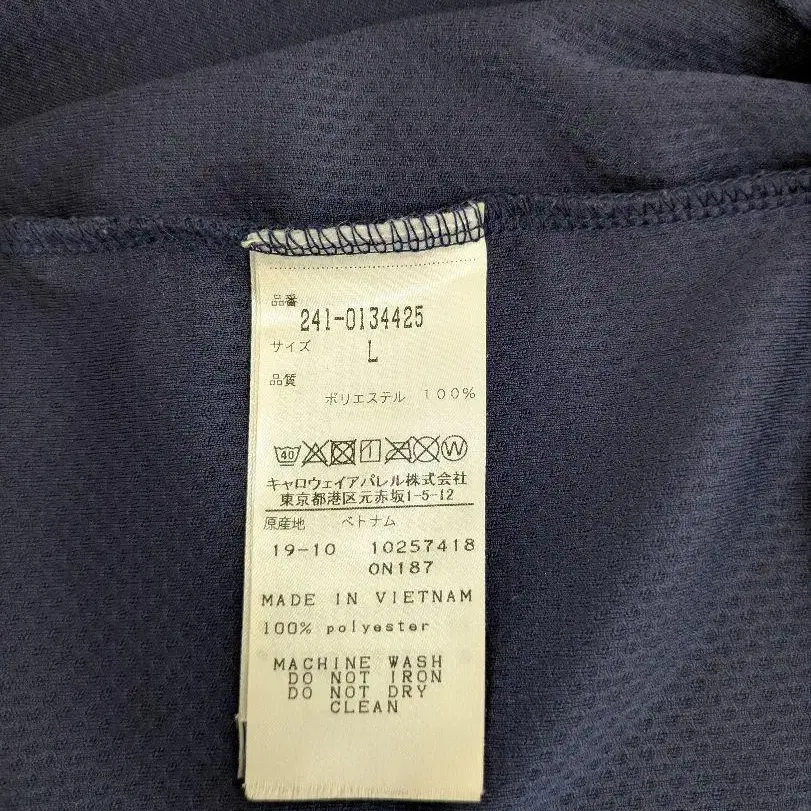 品番
241-0134425
サイズ L
品質
ポリエステル 100%
40 W
キャロウェイアパレル株式会社
東京都港区元赤坂1-5-12
原産地 ベトナム
19-10 10257418
0N187
MADE IN VIETNAM
100% polyester
MACHINE WASH
DO NOT IRON
DO NOT DRY
CLEAN